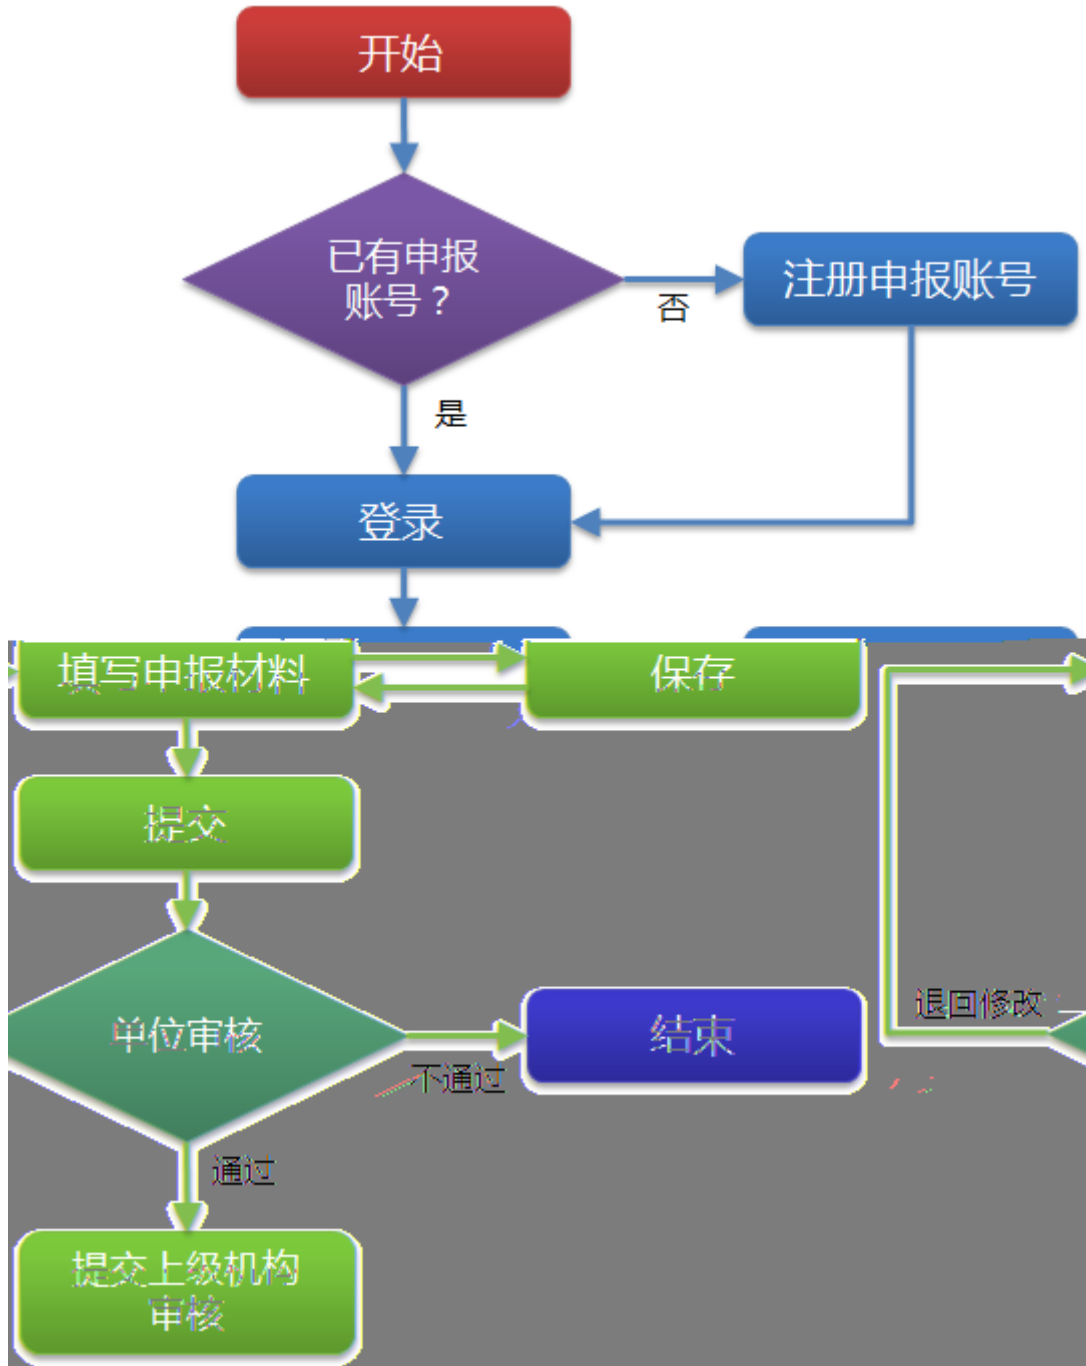 开始
已有申报
账号？
否
注册申报账号
是
登录
填写申报材料
保存
提交
单位审核
不通过
结束
退回修改
通过
提交上级机构
审核